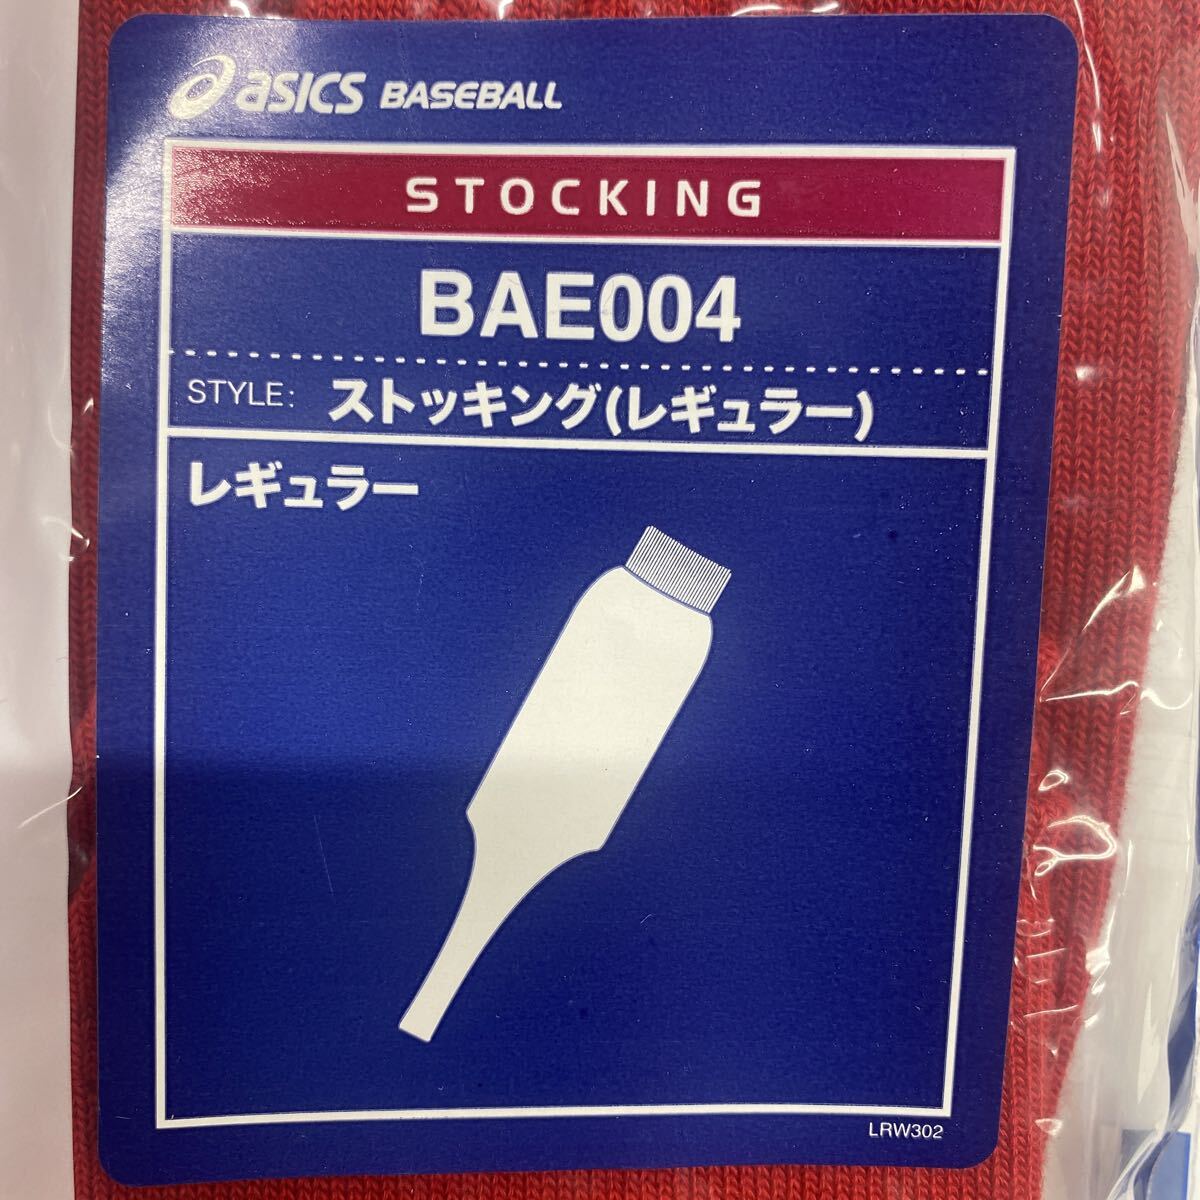 asics BASEBALL
STOCKING
BAE004
STYLE: ストッキング(レギュラー)
レギュラー
LRW302